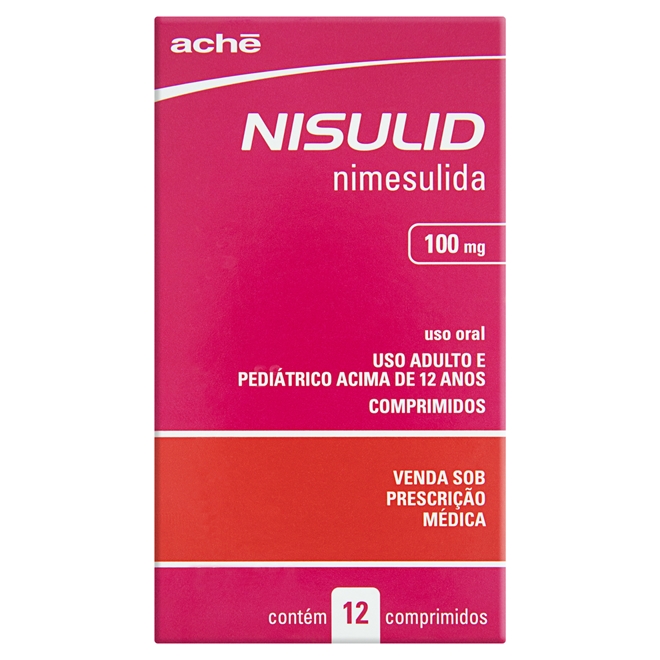 achē
NISULID
nimesulida
100 mg
uso oral
USO ADULTO E
PEDIÁTRICO ACIMA DE 12 ANOS
COMPRIMIDOS
VENDA SOB
PRESCRIÇÃO
MÉDICA
contém 12 comprimidos